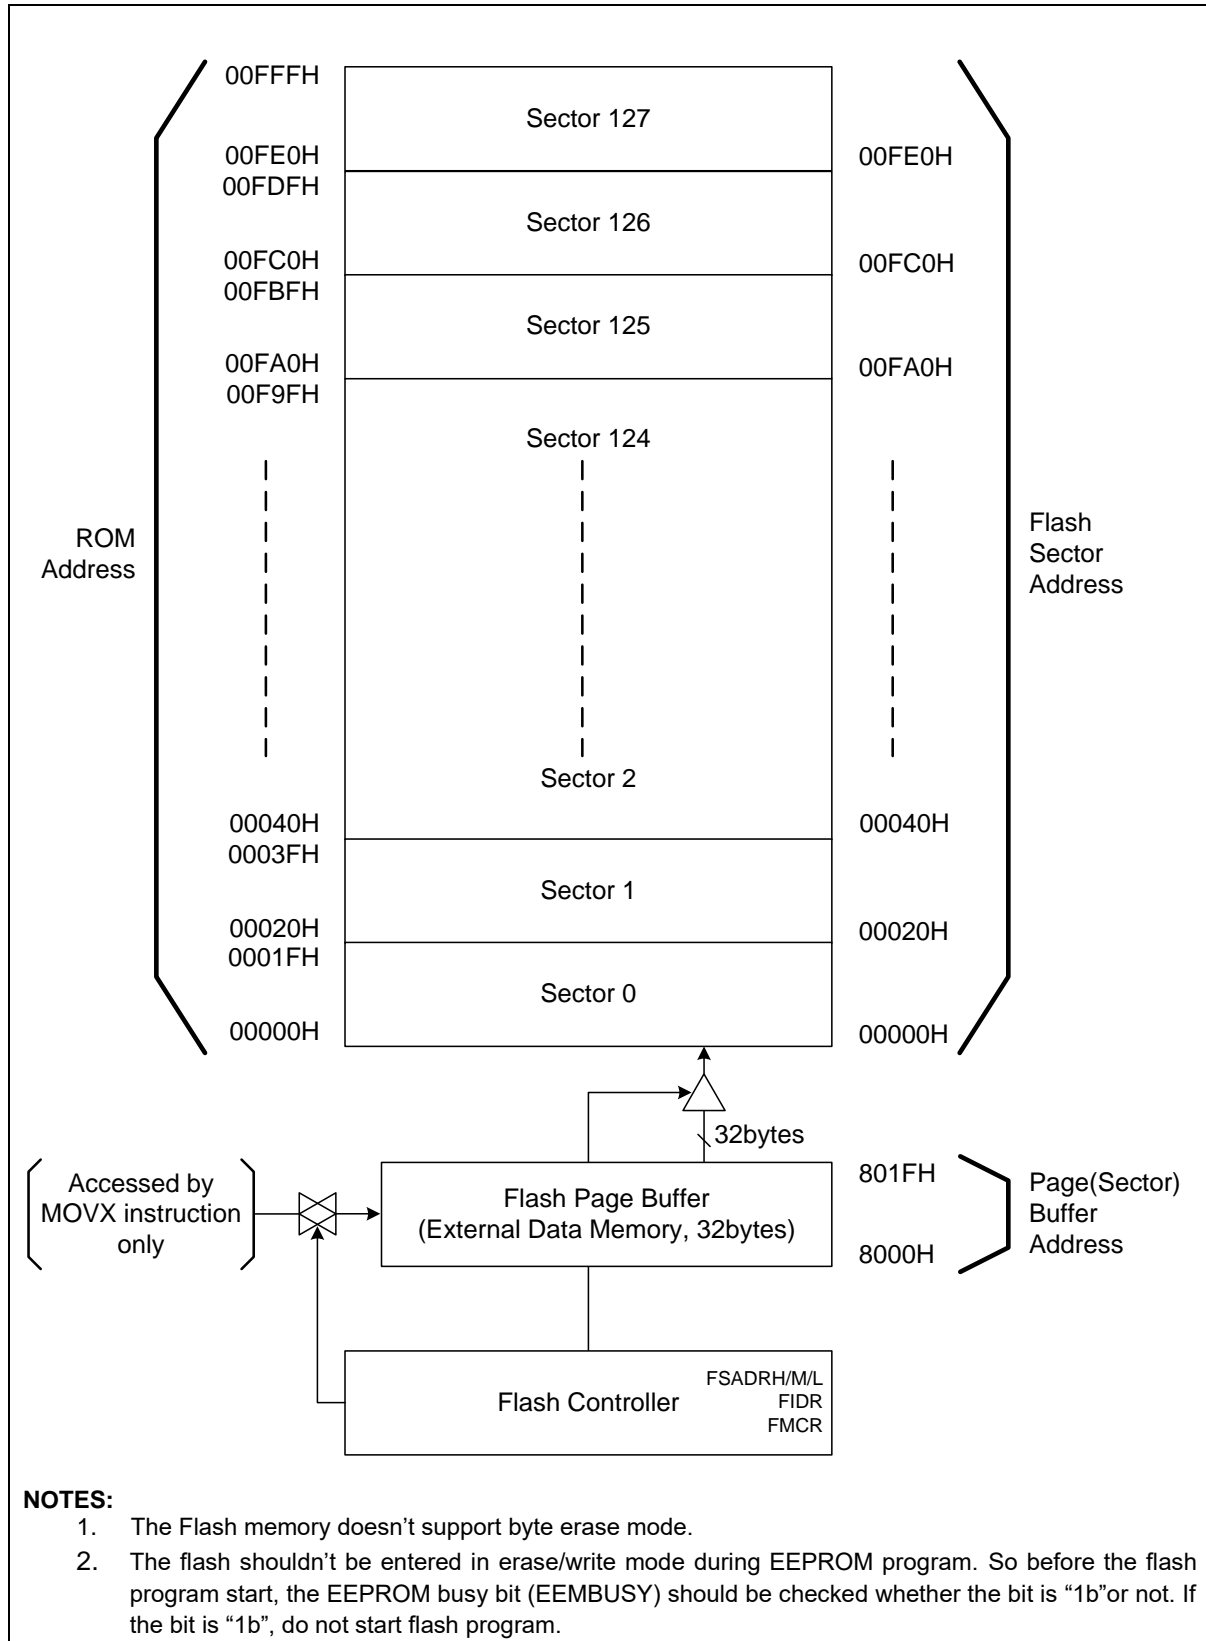 00FFFH
Sector 127
00FE0H
00FE0H
00FDFH
Sector 126
00FC0H
00FC0H
00FBFH
Sector 125
00FA0H
00FA0H
00F9FH
Sector 124
ROM
Address
Flash
Sector
Address
Sector 2
00040H
00040H
0003FH
Sector 1
00020H
00020H
0001FH
Sector 0
00000H
00000H
32bytes
Accessed by
MOVX instruction
only
Flash Page Buffer
(External Data Memory, 32bytes)
801FH
8000H
Page(Sector)
Buffer
Address
Flash Controller
FSADRH/M/L
FIDR
FMCR
NOTES:
1. The Flash memory doesn’t support byte erase mode.
2. The flash shouldn’t be entered in erase/write mode during EEPROM program. So before the flash
program start, the EEPROM busy bit (EEMBUSY) should be checked whether the bit is “1b”or not. If
the bit is “1b”, do not start flash program.